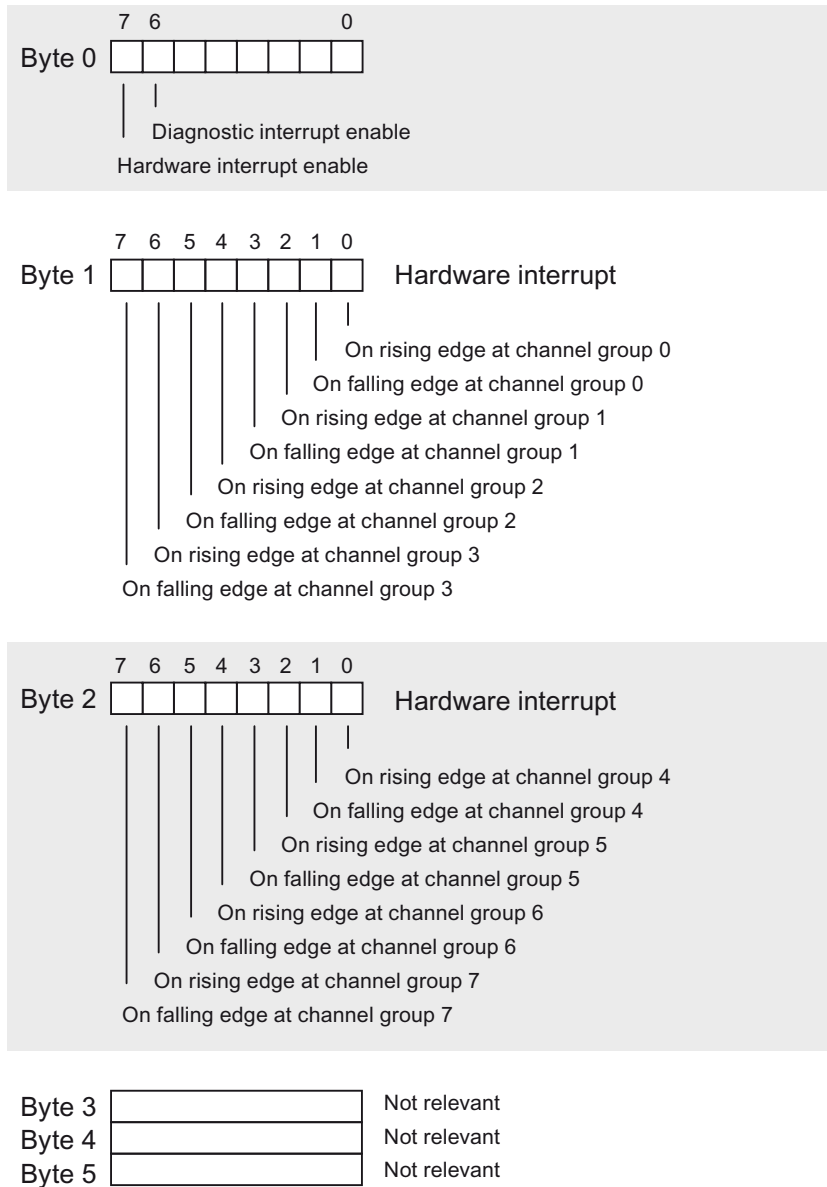 7 6 0
Byte 0
Diagnostic interrupt enable
Hardware interrupt enable
7 6 5 4 3 2 1 0
Byte 1 Hardware interrupt
On rising edge at channel group 0
On falling edge at channel group 0
On rising edge at channel group 1
On falling edge at channel group 1
On rising edge at channel group 2
On falling edge at channel group 2
On rising edge at channel group 3
On falling edge at channel group 3
7 6 5 4 3 2 1 0
Byte 2 Hardware interrupt
On rising edge at channel group 4
On falling edge at channel group 4
On rising edge at channel group 5
On falling edge at channel group 5
On rising edge at channel group 6
On falling edge at channel group 6
On rising edge at channel group 7
On falling edge at channel group 7
Byte 3 Not relevant
Byte 4 Not relevant
Byte 5 Not relevant